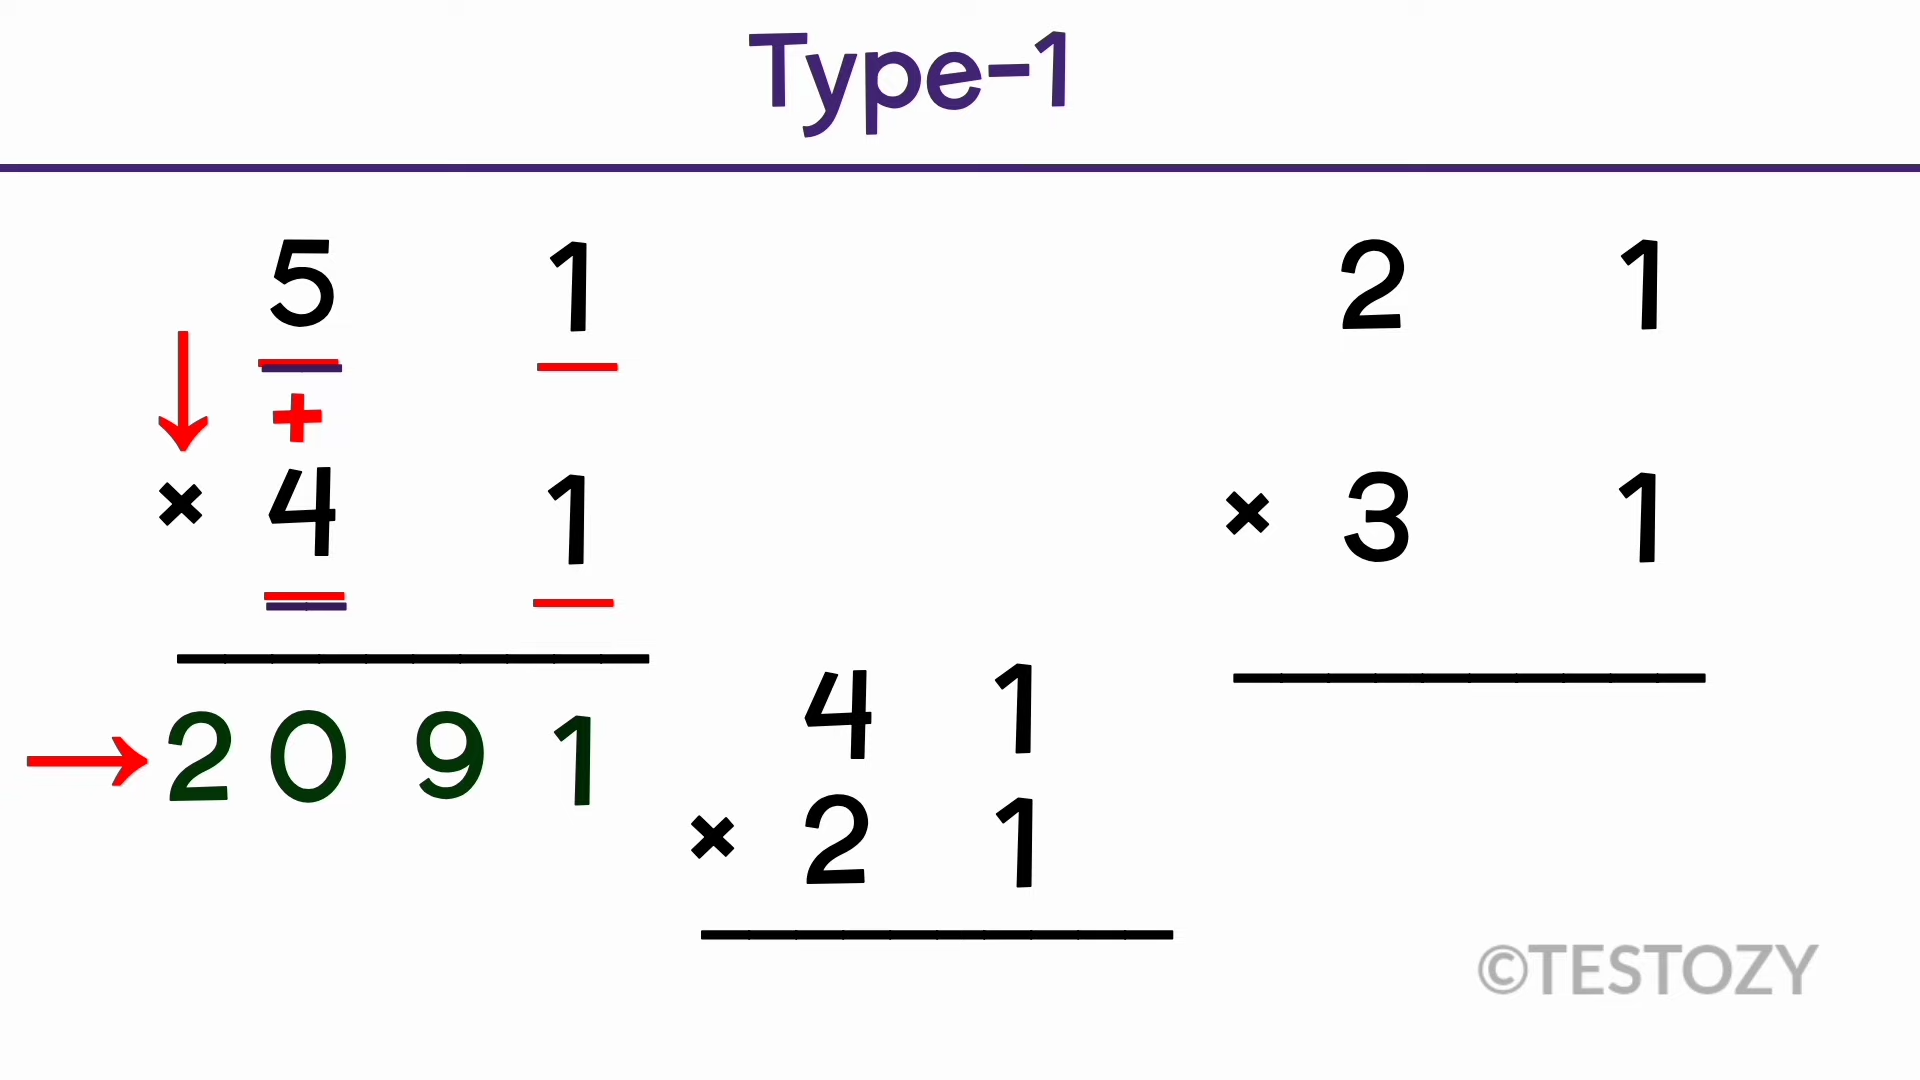 Type-1
5 1
+
× 4 1
→ 2 0 9 1
4 1
× 2 1
2 1
× 3 1
©TESTOZY